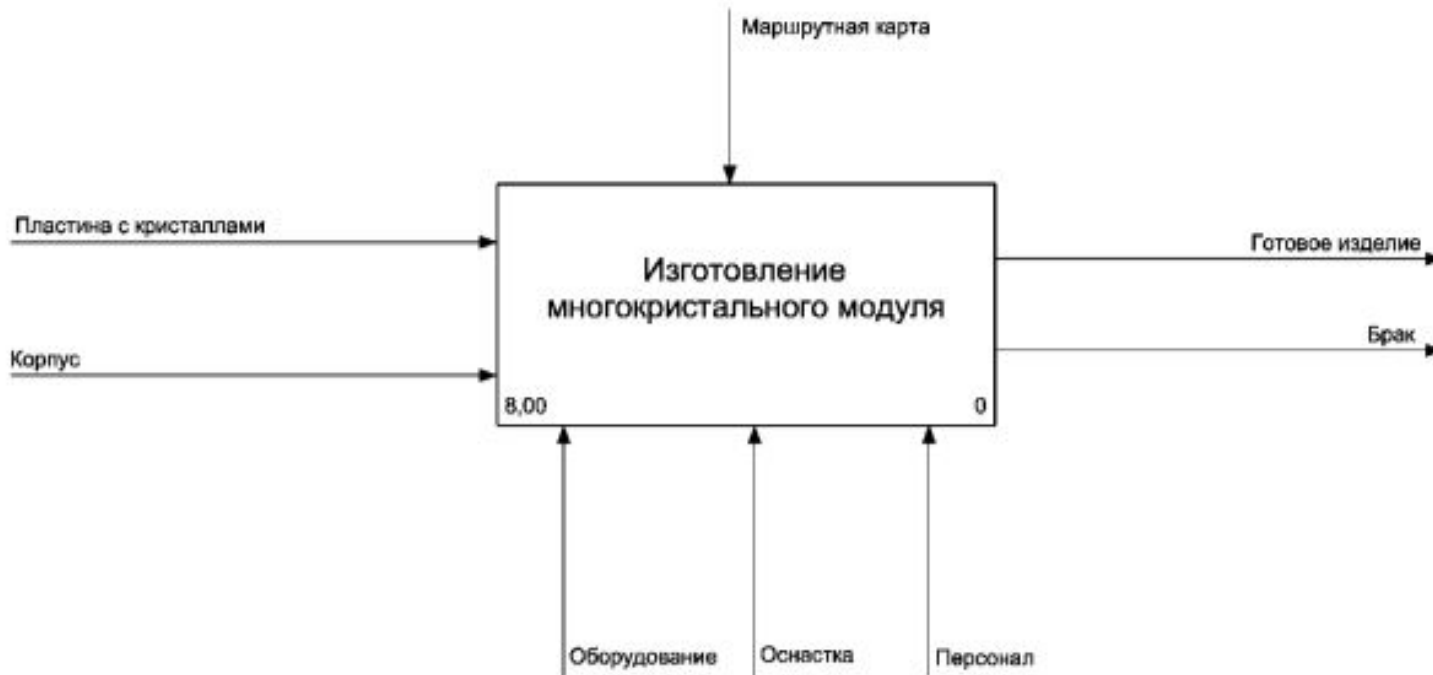 Маршрутная карта
Пластина с кристаллами
Готовое изделие
Изготовление
многокристального модуля
Брак
Корпус
8,00
0
Оборудование
Оснастка
Персонал